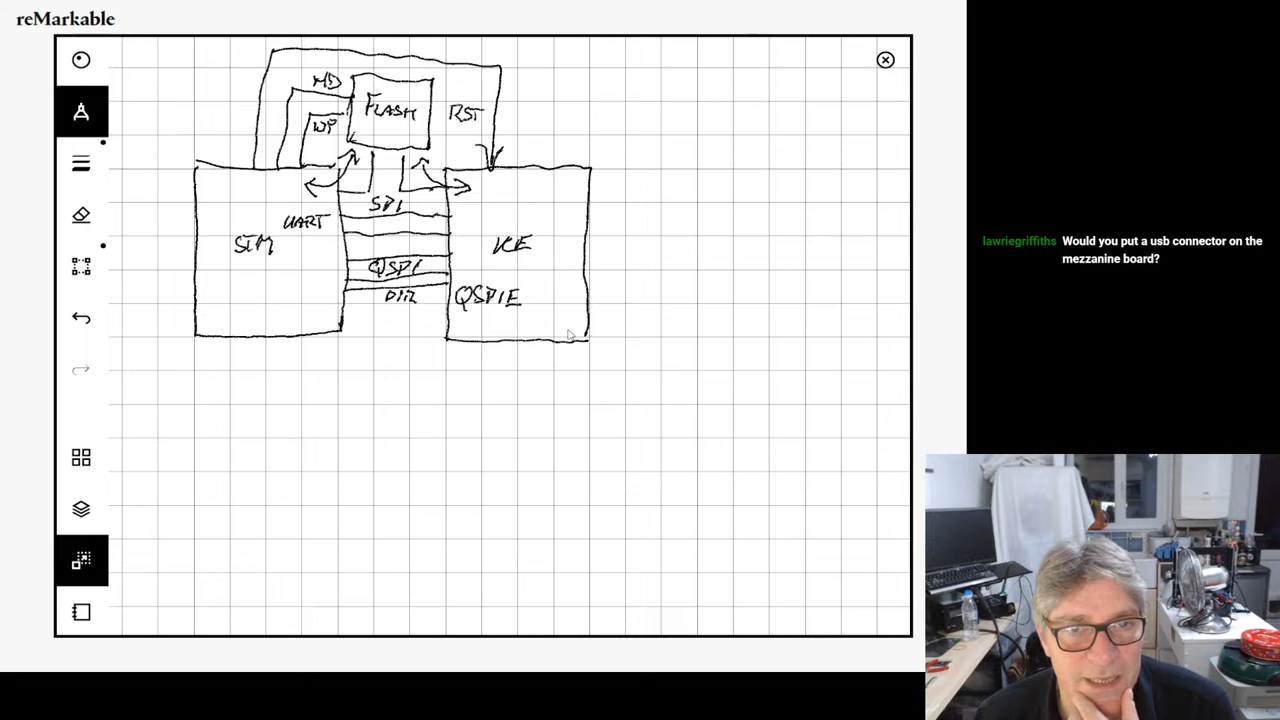 reMarkable
HD
FLASH
RST
WP
SPI
UART
STM
ICE
QSPI
DIR
QSPIE
lawriegriffiths Would you put a usb connector on the
mezzanine board?